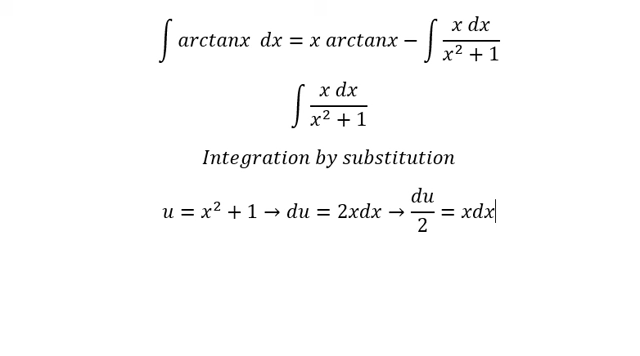 ∫ arctanx dx = x arctanx − ∫ x dx / x² + 1
∫ x dx / x² + 1
Integration by substitution
u = x² + 1 → du = 2xdx → du / 2 = xdx